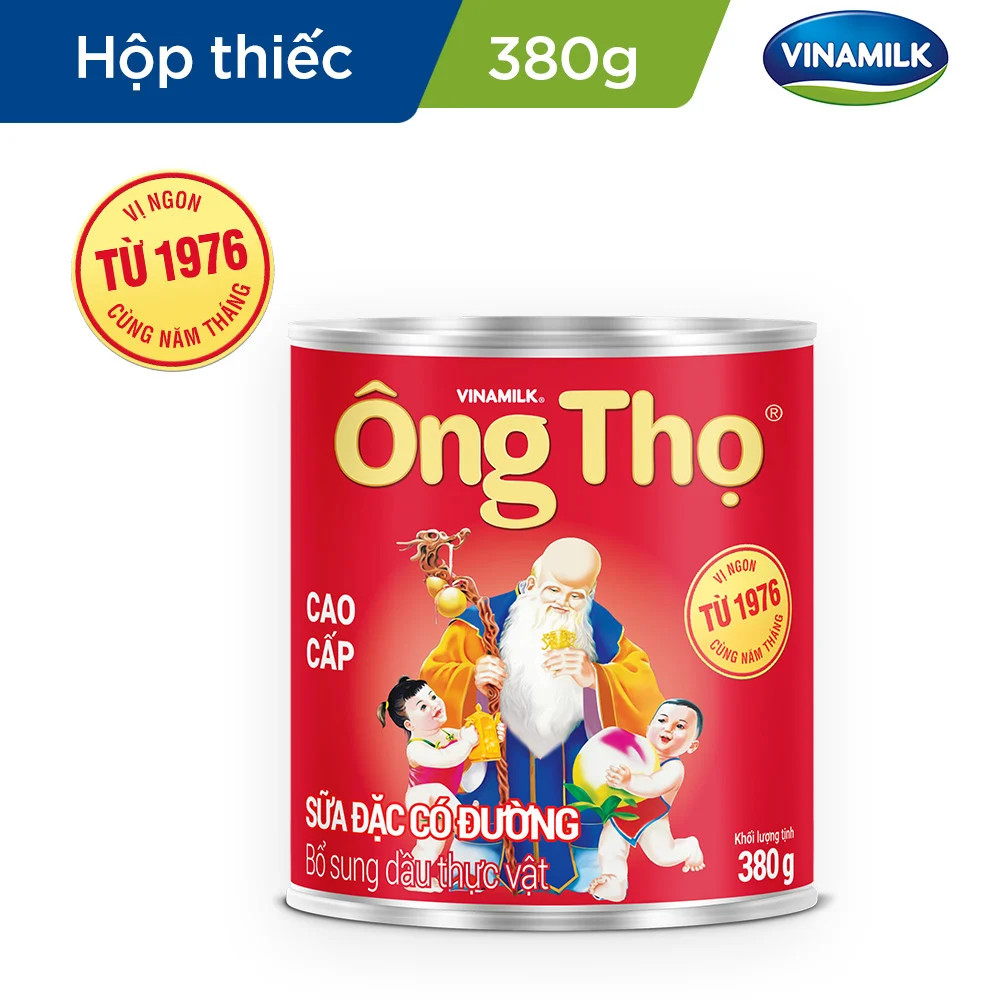 Hộp thiếc
380g
VINAMILK
VỊ NGON
TỪ 1976
CÙNG NĂM THÁNG
VINAMILK®
Ông Thọ®
CAO
CẤP
VỊ NGON
TỪ 1976
CÙNG NĂM THÁNG
SỮA ĐẶC CÓ ĐƯỜNG
Bổ sung dầu thực vật
Khối lượng tịnh
380 g